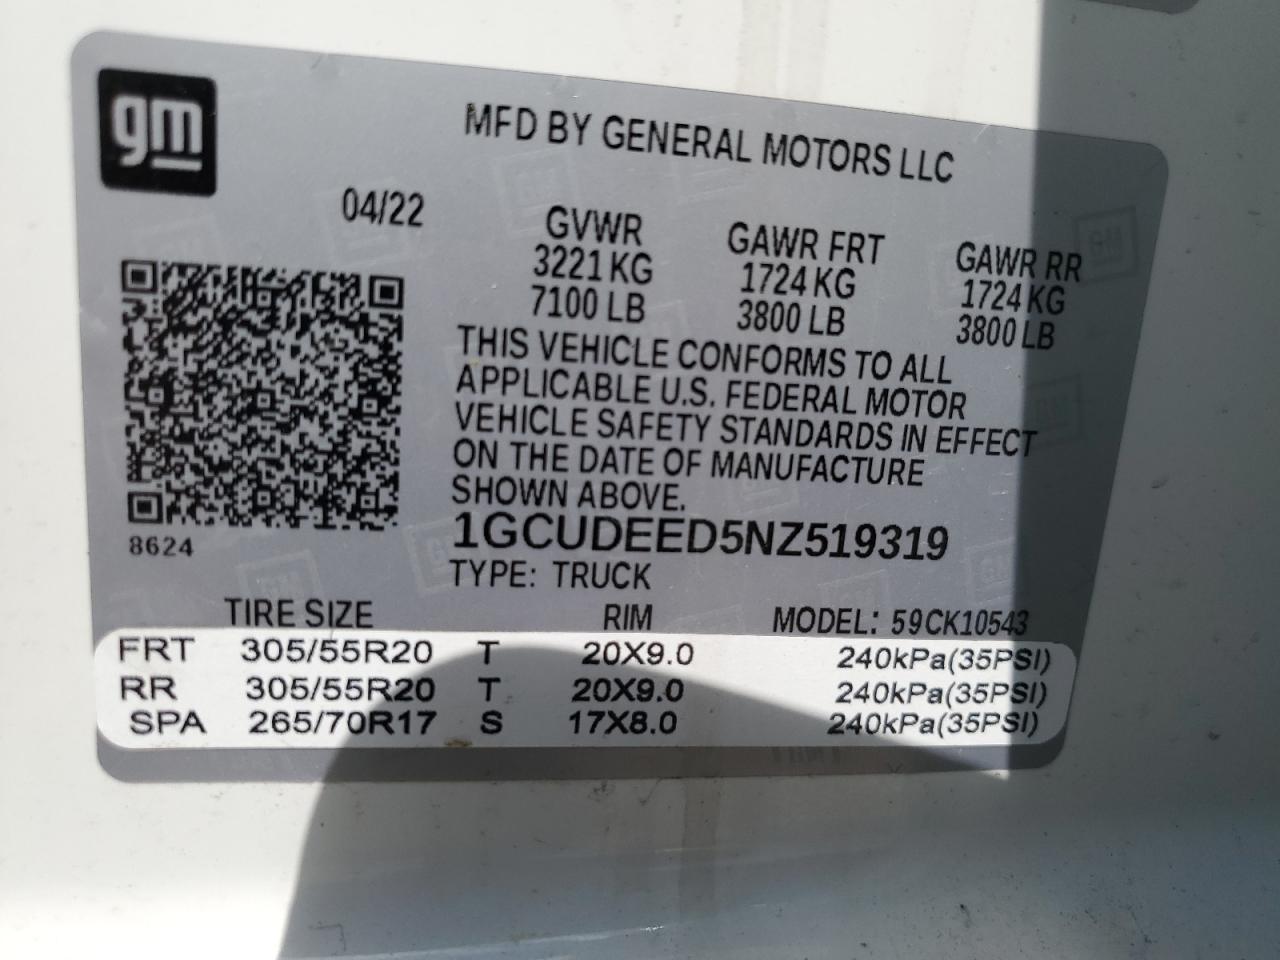 gm
MFD BY GENERAL MOTORS LLC
04/22
GVWR GAWR FRT GAWR RR
3221 KG 1724 KG 1724 KG
7100 LB 3800 LB 3800 LB
THIS VEHICLE CONFORMS TO ALL
APPLICABLE U.S. FEDERAL MOTOR
VEHICLE SAFETY STANDARDS IN EFFECT
ON THE DATE OF MANUFACTURE
SHOWN ABOVE.
8624
1GCUDEED5NZ519319
TYPE: TRUCK
TIRE SIZE RIM MODEL: 59CK10543
FRT 305/55R20 T 20X9.0 240kPa(35PSI)
RR 305/55R20 T 20X9.0 240kPa(35PSI)
SPA 265/70R17 S 17X8.0 240kPa(35PSI)